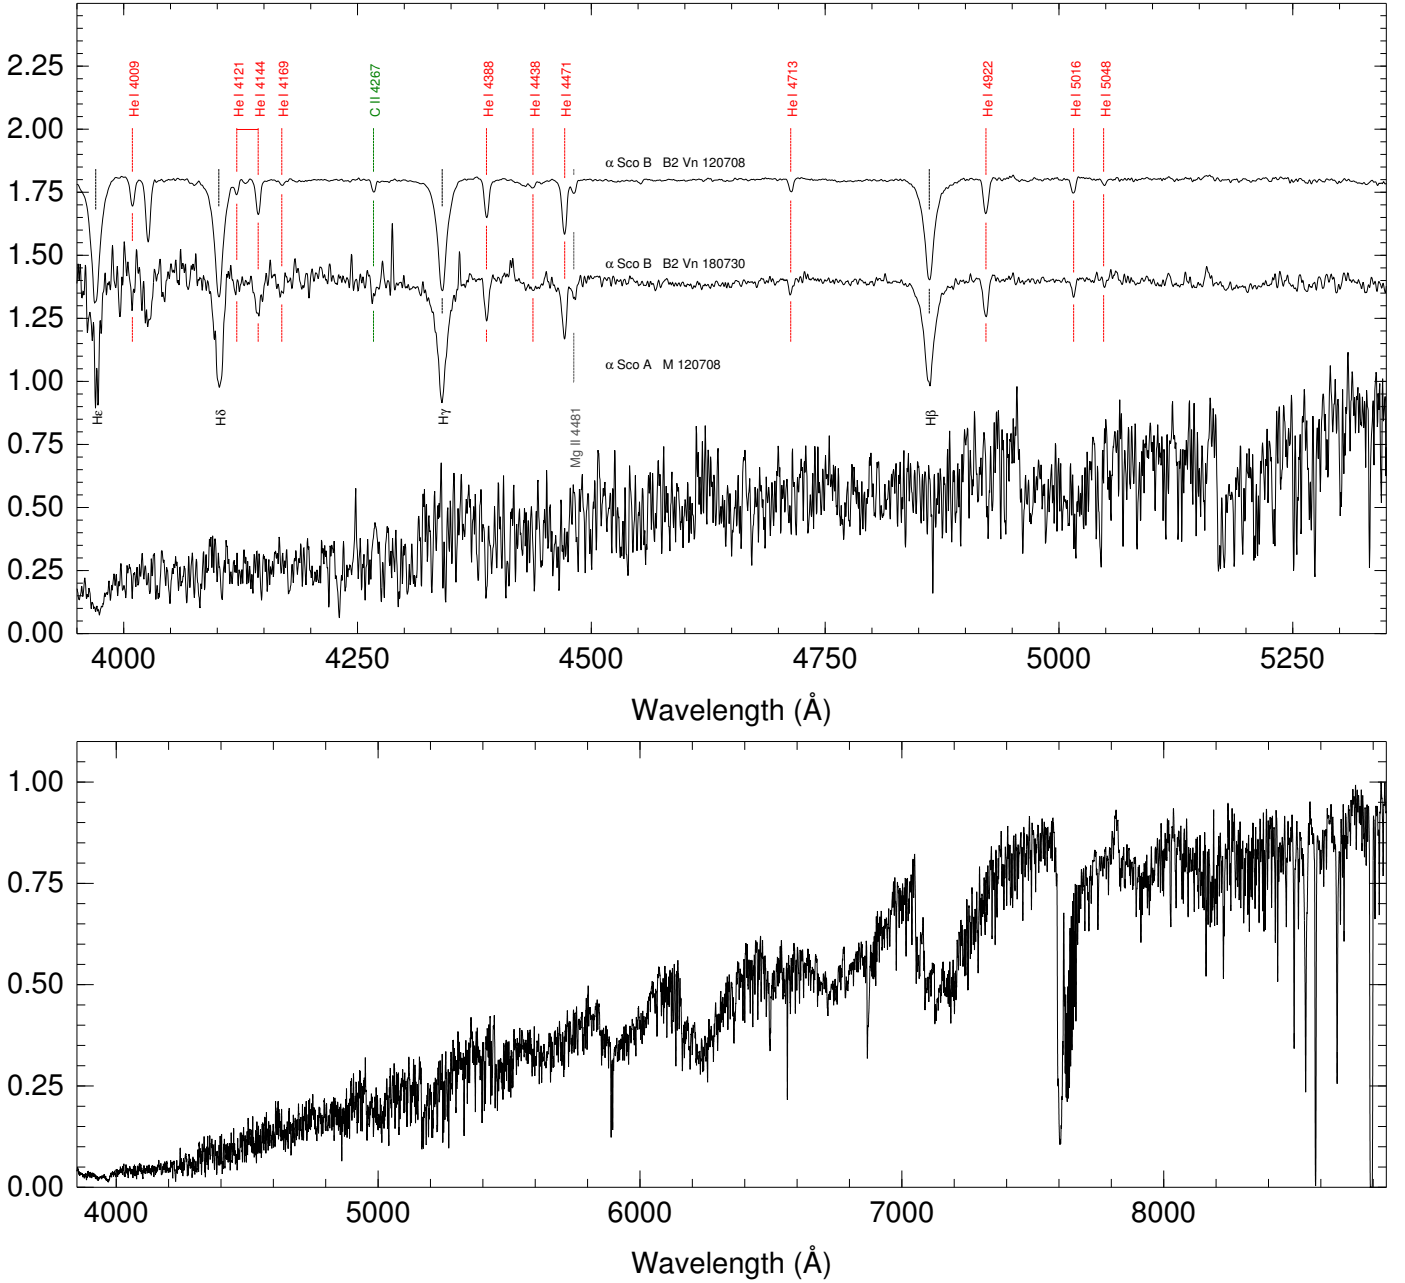 2.25
2.00
1.75
1.50
1.25
1.00
0.75
0.50
0.25
0.00
He I 4009
He I 4121
He I 4144
He I 4169
C II 4267
He I 4388
He I 4438
He I 4471
He I 4713
He I 4922
He I 5016
He I 5048
α Sco B B2 Vn 120708
α Sco B B2 Vn 180730
α Sco A M 120708
Hε
Hδ
Hγ
Mg II 4481
Hβ
4000 4250 4500 4750 5000 5250
Wavelength (Å)
1.00
0.75
0.50
0.25
0.00
4000 5000 6000 7000 8000
Wavelength (Å)